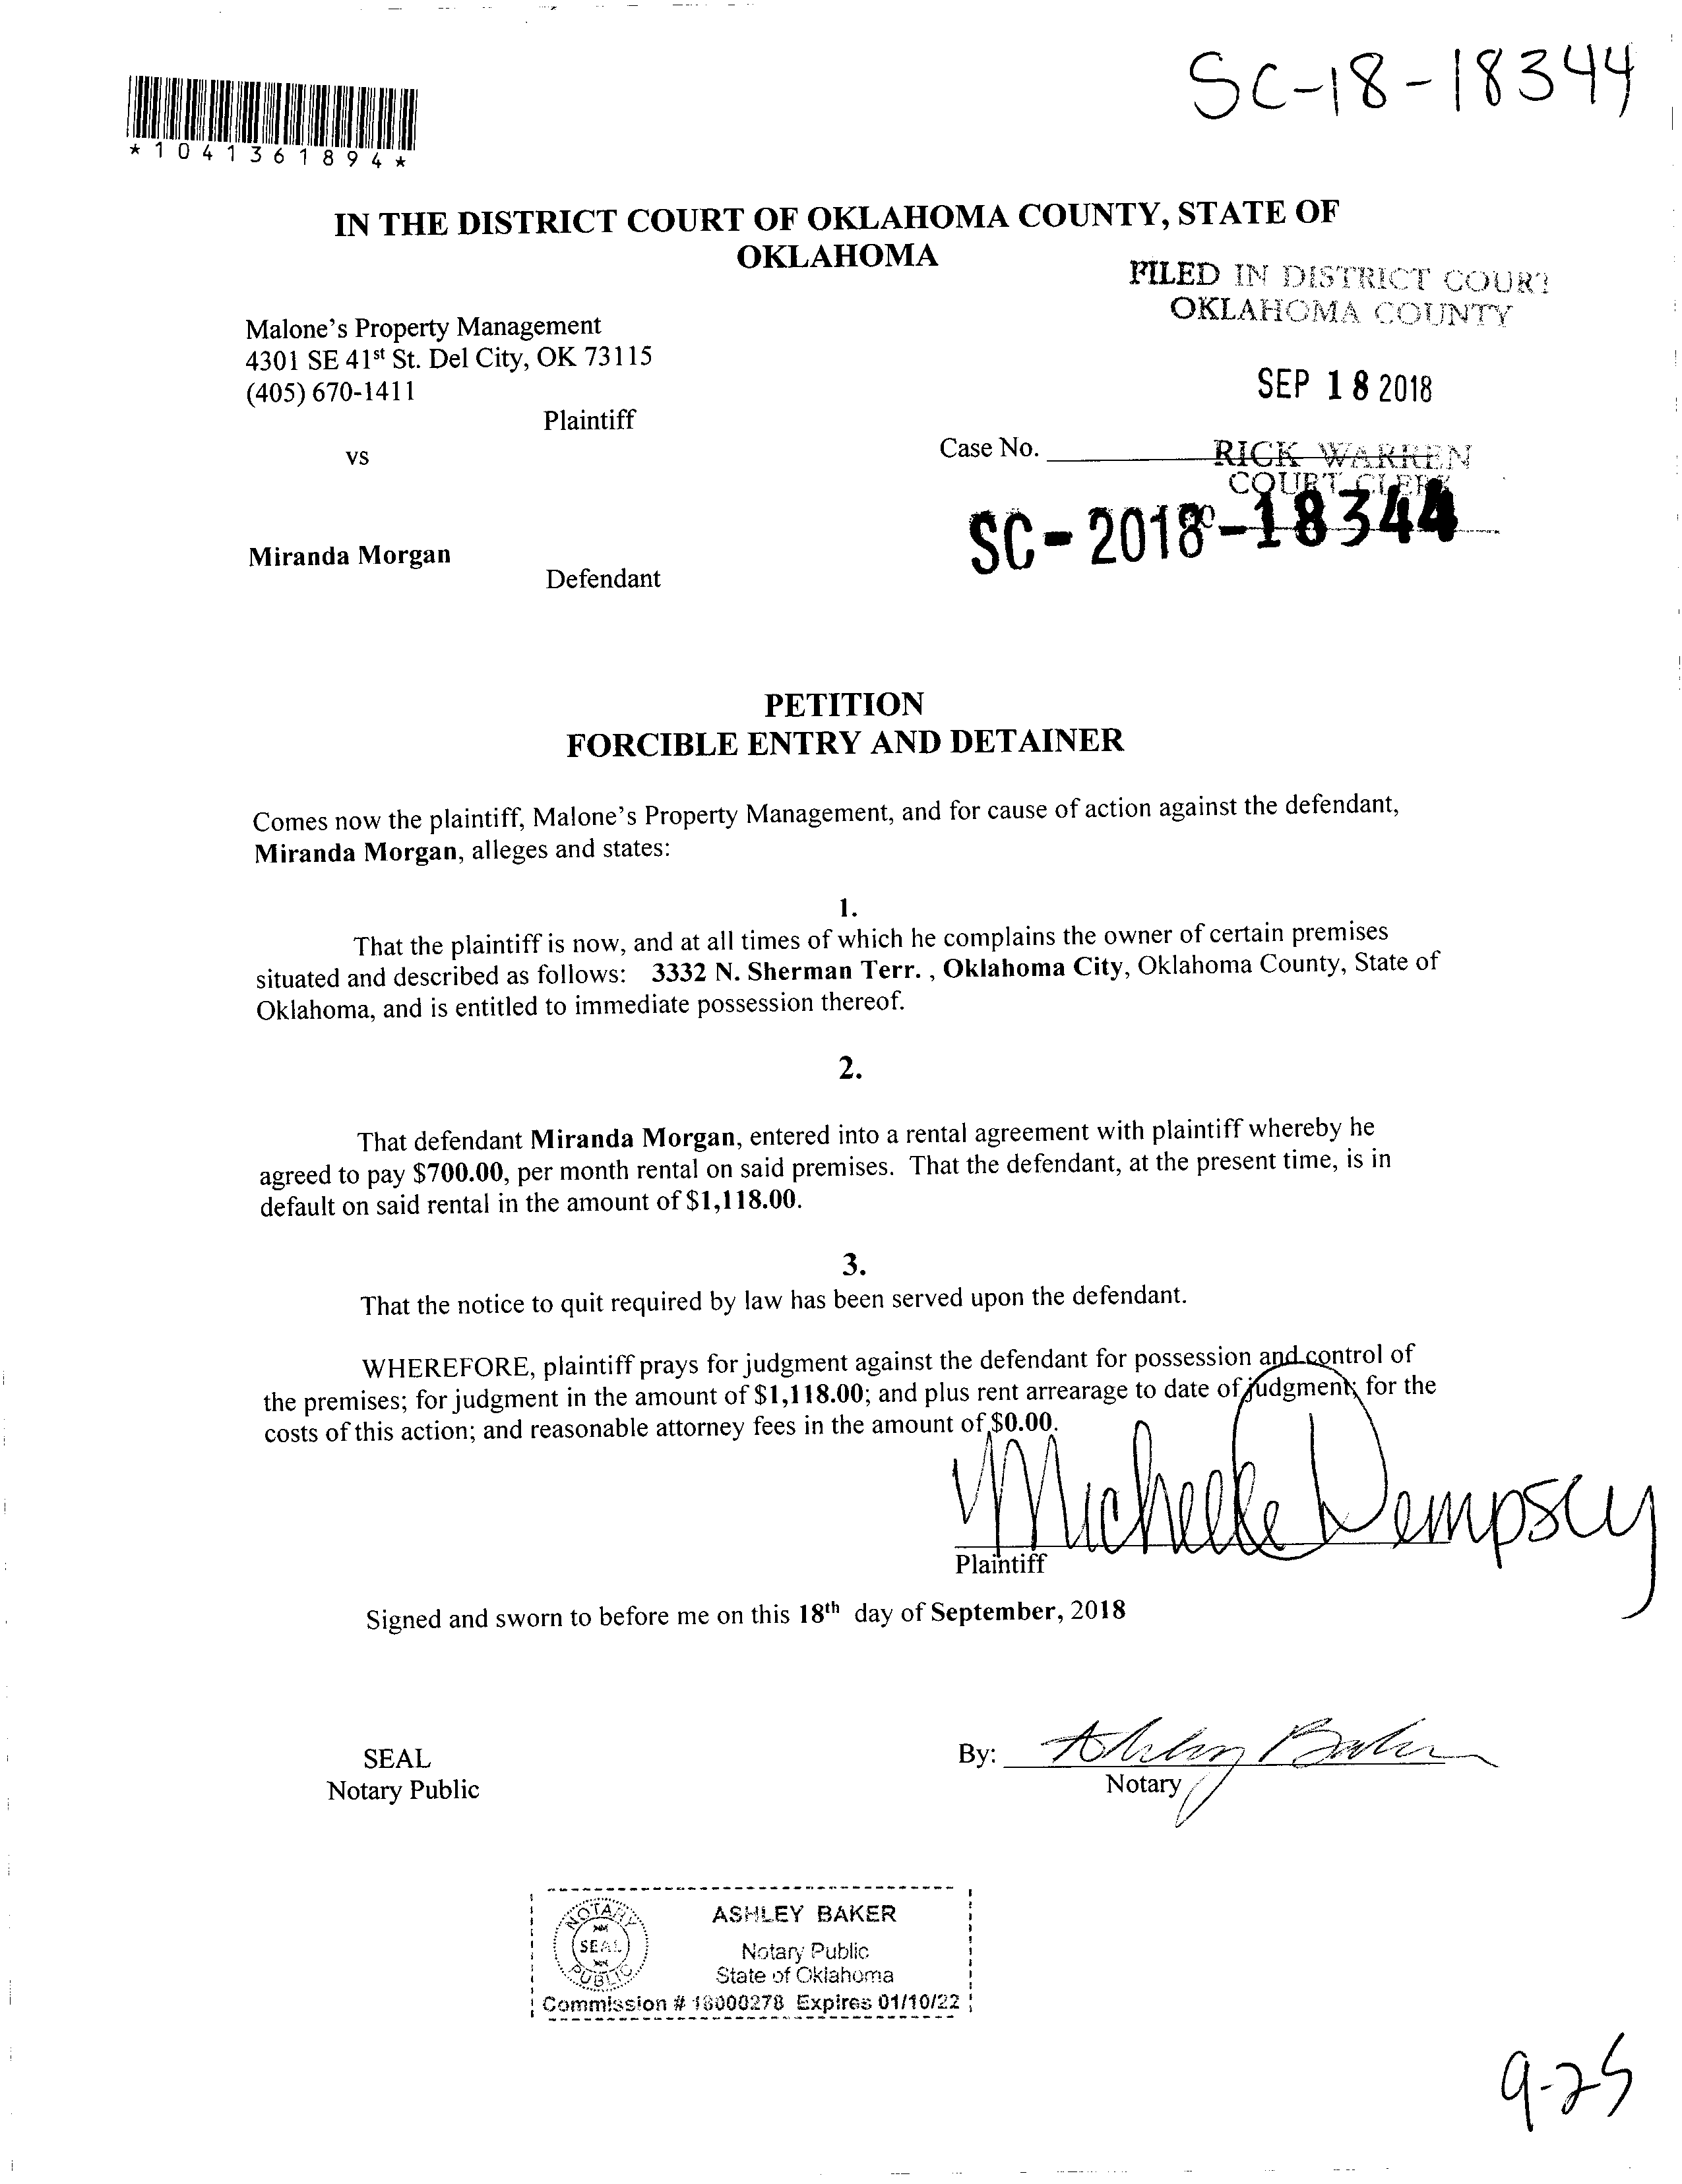 SC-18-18344
*1041361894*
IN THE DISTRICT COURT OF OKLAHOMA COUNTY, STATE OF
OKLAHOMA
FILED IN DISTRICT COURT
OKLAHOMA COUNTY
Malone's Property Management
4301 SE 41st St. Del City, OK 73115
(405) 670-1411
SEP 18 2018
Plaintiff
vs
Case No.
RICK WARREN
COURT CLERK
SC-2018-18344
Miranda Morgan
Defendant
PETITION
FORCIBLE ENTRY AND DETAINER
Comes now the plaintiff, Malone's Property Management, and for cause of action against the defendant,
Miranda Morgan, alleges and states:
1.
That the plaintiff is now, and at all times of which he complains the owner of certain premises
situated and described as follows: 3332 N. Sherman Terr. , Oklahoma City, Oklahoma County, State of
Oklahoma, and is entitled to immediate possession thereof.
2.
That defendant Miranda Morgan, entered into a rental agreement with plaintiff whereby he
agreed to pay $700.00, per month rental on said premises. That the defendant, at the present time, is in
default on said rental in the amount of $1,118.00.
3.
That the notice to quit required by law has been served upon the defendant.
WHEREFORE, plaintiff prays for judgment against the defendant for possession and control of
the premises; for judgment in the amount of $1,118.00; and plus rent arrearage to date of judgment; for the
costs of this action; and reasonable attorney fees in the amount of $0.00.
Michelle Dempsey
Plaintiff
Signed and sworn to before me on this 18th day of September, 2018
SEAL
Notary Public
By: Ashley Baker
Notary
NOTARY
SEAL
PUBLIC
ASHLEY BAKER
Notary Public
State of Oklahoma
Commission # 18000278 Expires 01/10/22
9-25